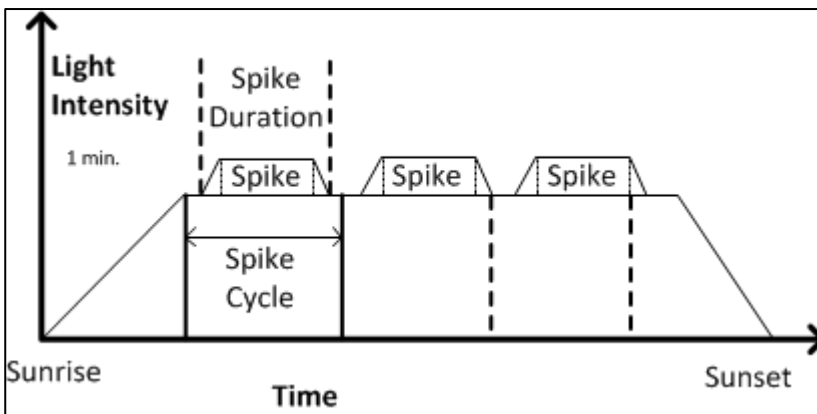 Light
Intensity
1 min.
Spike
Duration
Spike
Spike
Spike
Spike
Cycle
Sunrise
Time
Sunset